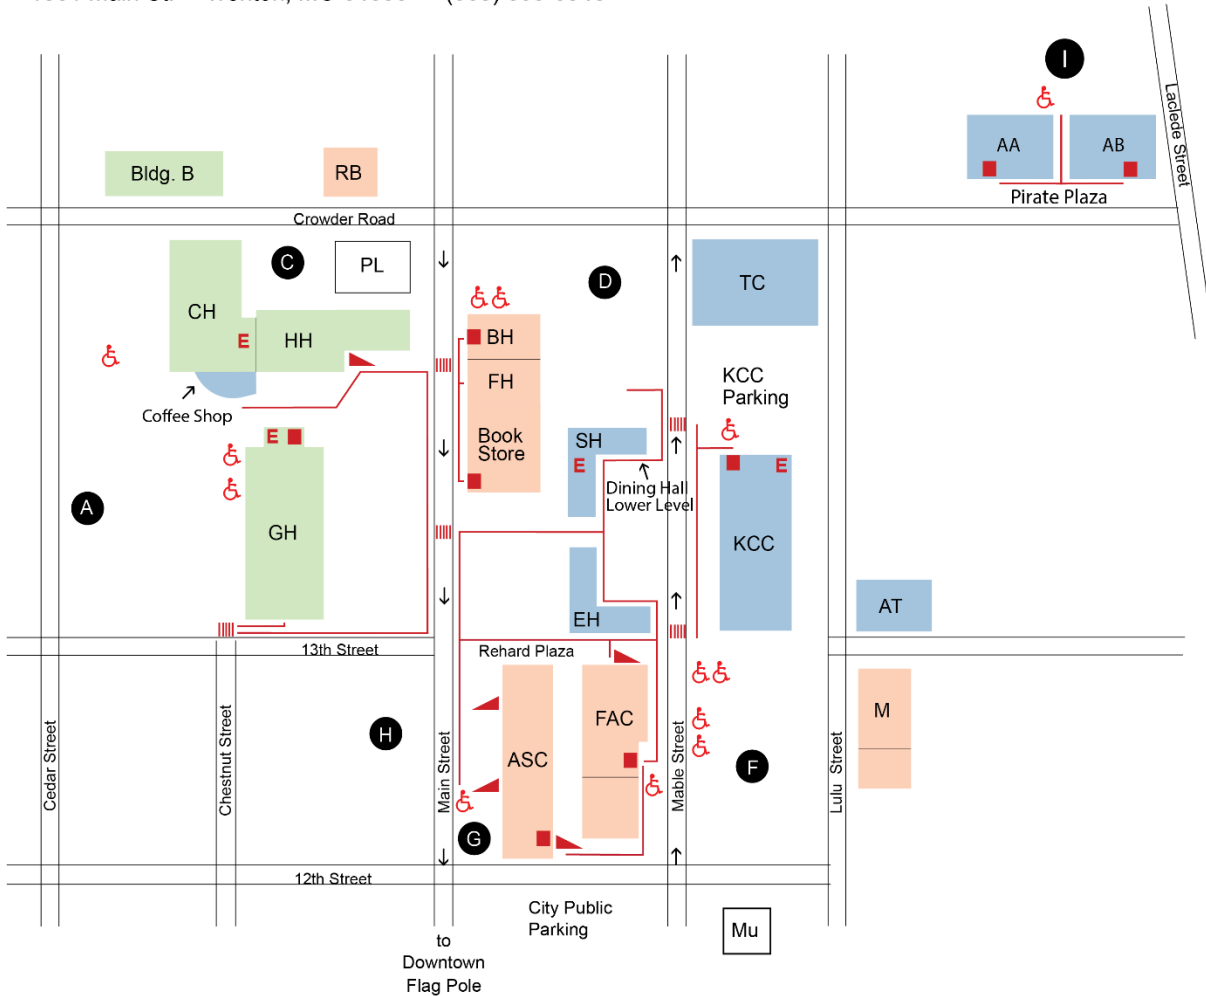 I
Laclede Street
AA
AB
Bldg. B
RB
Pirate Plaza
Crowder Road
C
PL
D
TC
CH
HH
E
BH
FH
KCC
Parking
Coffee Shop
Book
Store
SH
E
E
E
Dining Hall
Lower Level
A
GH
KCC
EH
AT
13th Street
Rehard Plaza
M
FAC
H
ASC
F
Cedar Street
Chestnut Street
Main Street
Mable Street
Lulu Street
G
12th Street
City Public
Parking
Mu
to
Downtown
Flag Pole